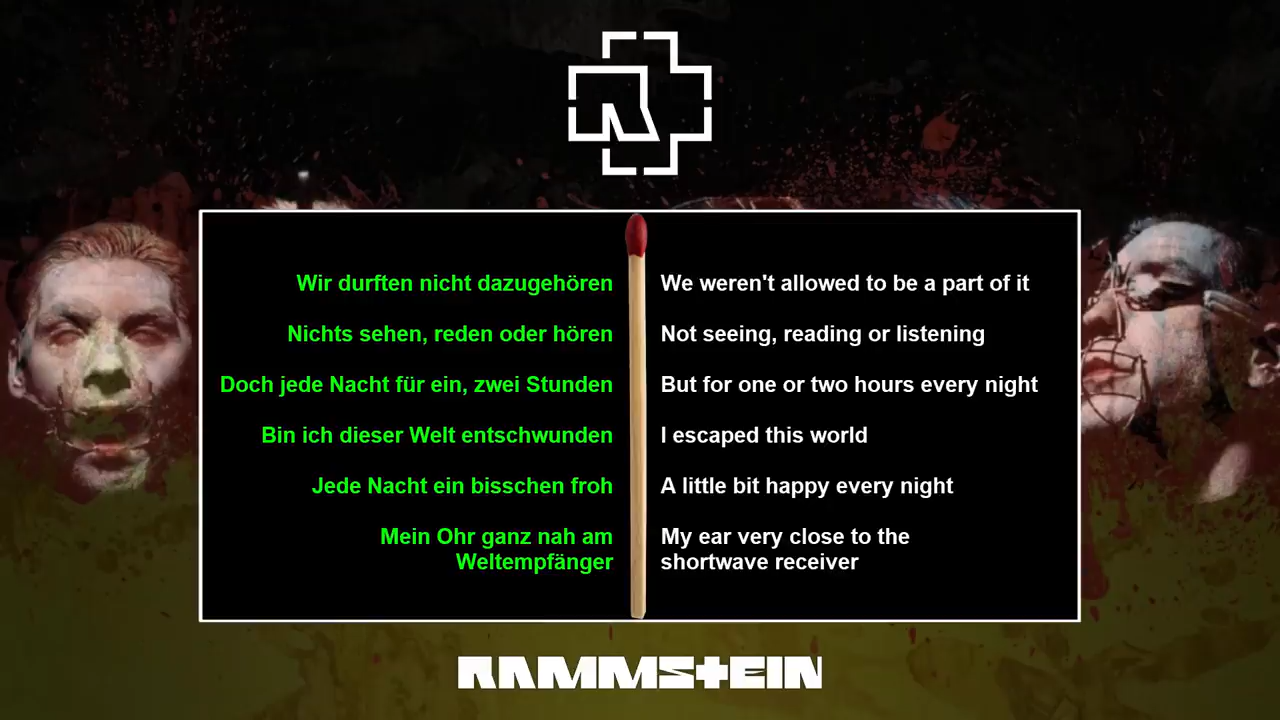 Wir durften nicht dazugehören
Nichts sehen, reden oder hören
Doch jede Nacht für ein, zwei Stunden
Bin ich dieser Welt entschwunden
Jede Nacht ein bisschen froh
Mein Ohr ganz nah am
Weltempfänger
We weren't allowed to be a part of it
Not seeing, reading or listening
But for one or two hours every night
I escaped this world
A little bit happy every night
My ear very close to the
shortwave receiver
RAMMSTEIN